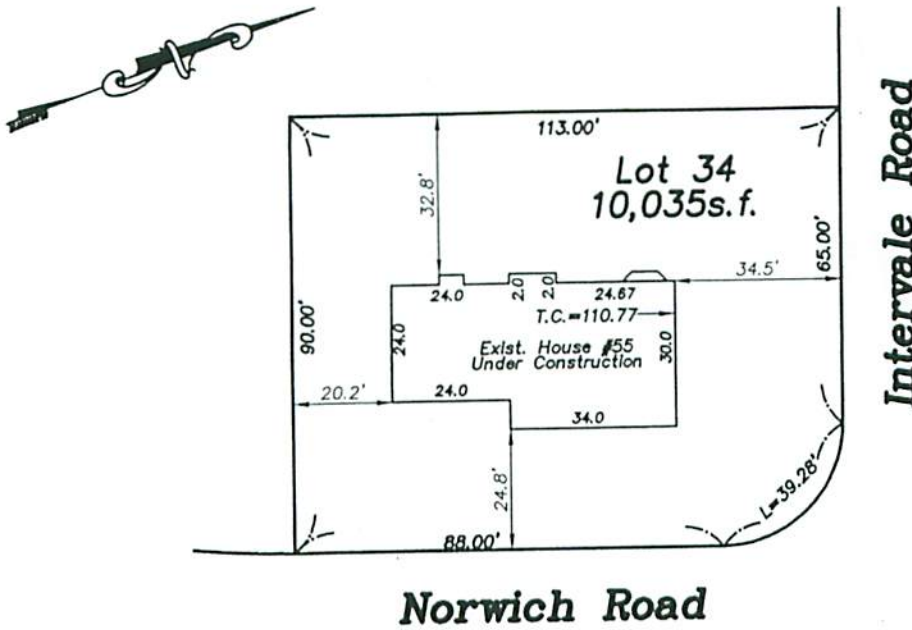 113.00'
Lot 34
10,035s.f.
32.8'
34.5'
65.00'
Intervale Road
24.0
2.0
2.0
24.67
T.C.=110.77
90.00'
24.0
Exist. House #55
Under Construction
30.0
20.2'
24.0
34.0
24.8'
L=39.28'
88.00'
Norwich Road